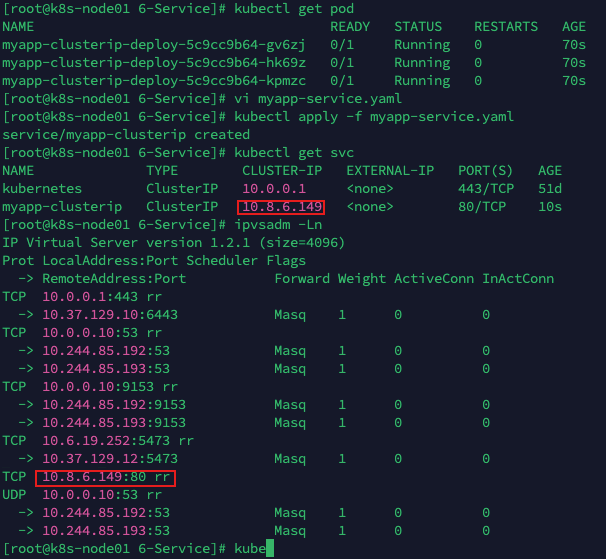 [root@k8s-node01 6-Service]# kubectl get pod
NAME READY STATUS RESTARTS AGE
myapp-clusterip-deploy-5c9cc9b64-gv6zj 0/1 Running 0 70s
myapp-clusterip-deploy-5c9cc9b64-hk69z 0/1 Running 0 70s
myapp-clusterip-deploy-5c9cc9b64-kpmzc 0/1 Running 0 70s
[root@k8s-node01 6-Service]# vi myapp-service.yaml
[root@k8s-node01 6-Service]# kubectl apply -f myapp-service.yaml
service/myapp-clusterip created
[root@k8s-node01 6-Service]# kubectl get svc
NAME TYPE CLUSTER-IP EXTERNAL-IP PORT(S) AGE
kubernetes ClusterIP 10.0.0.1 <none> 443/TCP 51d
myapp-clusterip ClusterIP 10.8.6.149 <none> 80/TCP 10s
[root@k8s-node01 6-Service]# ipvsadm -Ln
IP Virtual Server version 1.2.1 (size=4096)
Prot LocalAddress:Port Scheduler Flags
-> RemoteAddress:Port Forward Weight ActiveConn InActConn
TCP 10.0.0.1:443 rr
-> 10.37.129.10:6443 Masq 1 0 0
TCP 10.0.0.10:53 rr
-> 10.244.85.192:53 Masq 1 0 0
-> 10.244.85.193:53 Masq 1 0 0
TCP 10.0.0.10:9153 rr
-> 10.244.85.192:9153 Masq 1 0 0
-> 10.244.85.193:9153 Masq 1 0 0
TCP 10.6.19.252:5473 rr
-> 10.37.129.12:5473 Masq 1 0 0
TCP 10.8.6.149:80 rr
UDP 10.0.0.10:53 rr
-> 10.244.85.192:53 Masq 1 0 0
-> 10.244.85.193:53 Masq 1 0 0
[root@k8s-node01 6-Service]# kube